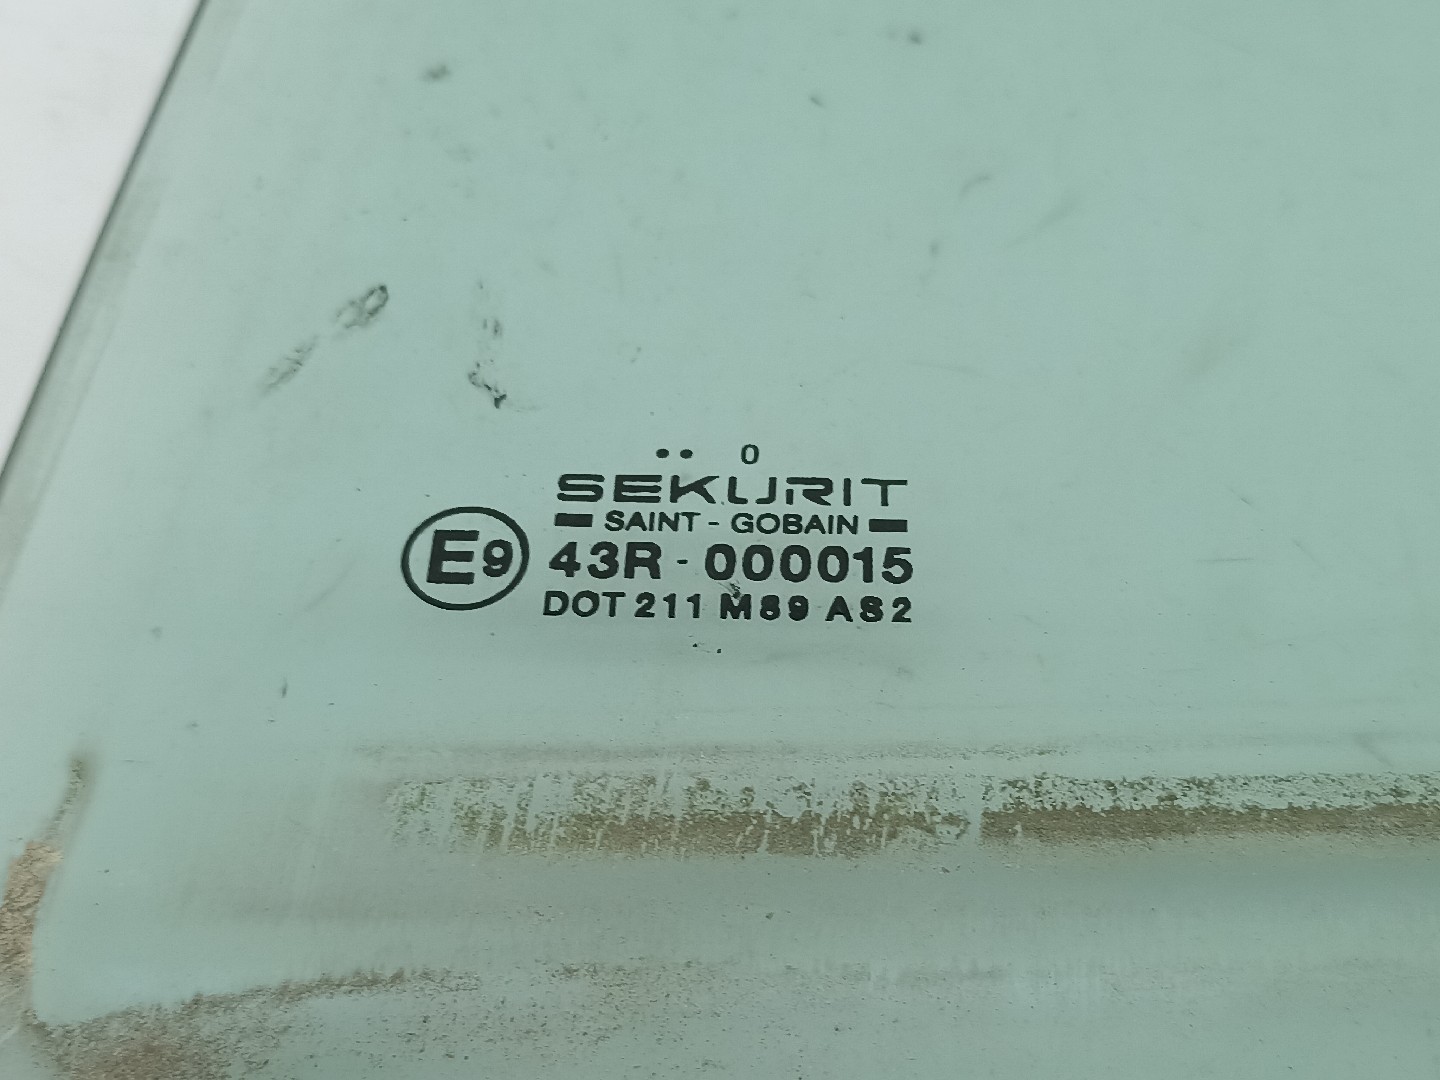 .. 0
SEKURIT
SAINT - GOBAIN
E9 43R - 000015
DOT 211 M89 AS2